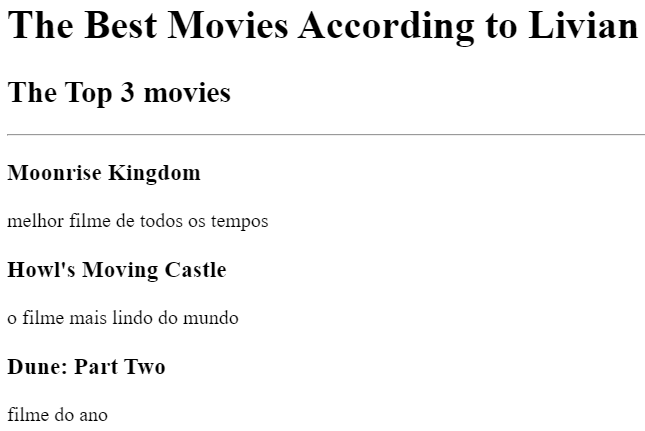 The Best Movies According to Livian
The Top 3 movies
Moonrise Kingdom
melhor filme de todos os tempos
Howl's Moving Castle
o filme mais lindo do mundo
Dune: Part Two
filme do ano